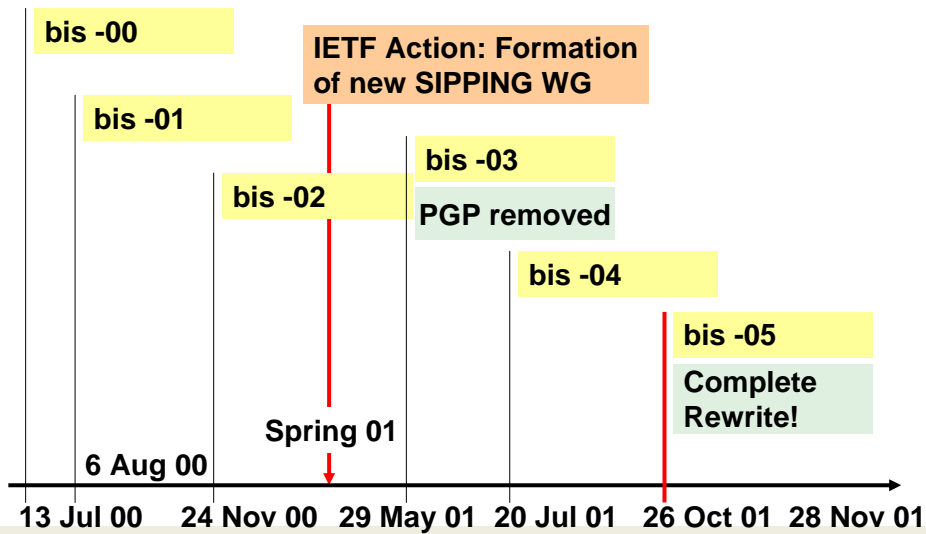 bis -00
IETF Action: Formation
of new SIPPING WG
bis -01
bis -03
bis -02
PGP removed
bis -04
bis -05
Complete
Rewrite!
Spring 01
6 Aug 00
13 Jul 00 24 Nov 00 29 May 01 20 Jul 01 26 Oct 01 28 Nov 01